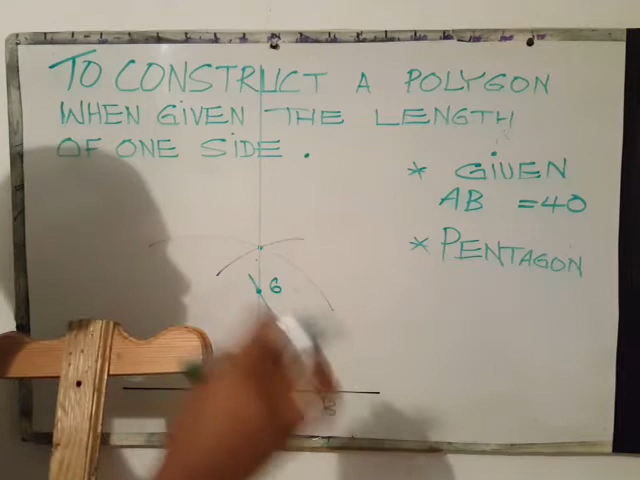 TO CONSTRUCT A POLYGON
WHEN GIVEN THE LENGTH
OF ONE SIDE .
* GIVEN
AB = 40
* PENTAGON
6